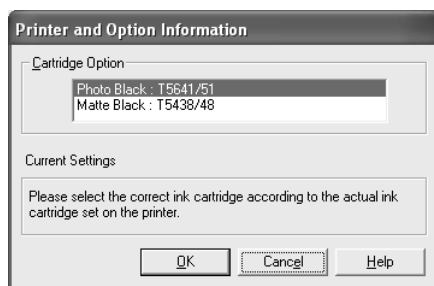 Printer and Option Information
Cartridge Option
Photo Black : T5641/51
Matte Black : T5438/48
Current Settings
Please select the correct ink cartridge according to the actual ink
cartridge set on the printer.
OK
Cancel
Help